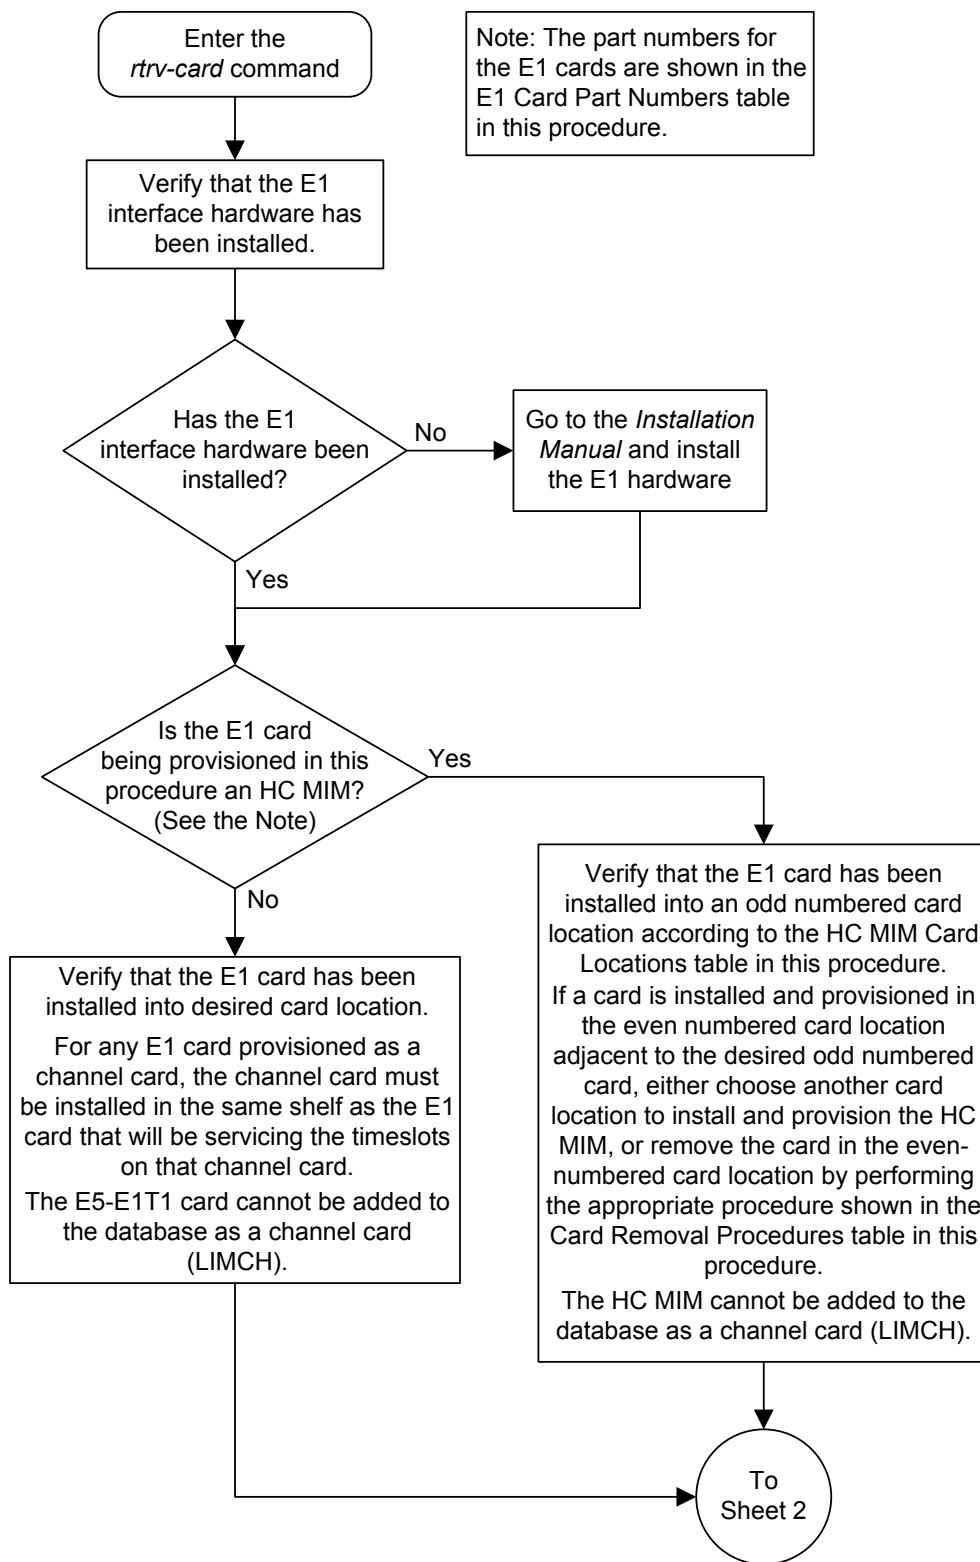 Enter the
rtrv-card command
Note: The part numbers for
the E1 cards are shown in the
E1 Card Part Numbers table
in this procedure.
Verify that the E1
interface hardware has
been installed.
Has the E1
interface hardware been
installed?
No
Go to the Installation
Manual and install
the E1 hardware
Yes
Is the E1 card
being provisioned in this
procedure an HC MIM?
(See the Note)
Yes
No
Verify that the E1 card has been
installed into desired card location.
For any E1 card provisioned as a
channel card, the channel card must
be installed in the same shelf as the E1
card that will be servicing the timeslots
on that channel card.
The E5-E1T1 card cannot be added to
the database as a channel card
(LIMCH).
Verify that the E1 card has been
installed into an odd numbered card
location according to the HC MIM Card
Locations table in this procedure.
If a card is installed and provisioned in
the even numbered card location
adjacent to the desired odd numbered
card, either choose another card
location to install and provision the HC
MIM, or remove the card in the even-
numbered card location by performing
the appropriate procedure shown in the
Card Removal Procedures table in this
procedure.
The HC MIM cannot be added to the
database as a channel card (LIMCH).
To
Sheet 2